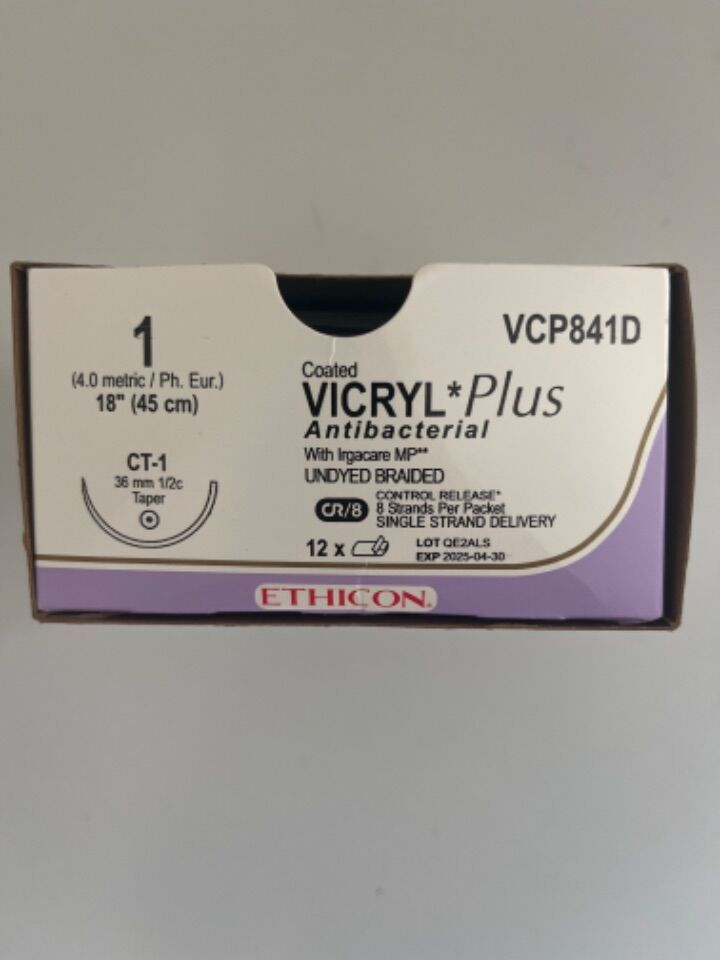 1
(4.0 metric / Ph. Eur.)
18" (45 cm)
CT-1
36 mm 1/2c
Taper
VCP841D
Coated
VICRYL*Plus
Antibacterial
With Irgacare MP**
UNDYED BRAIDED
CR/8
CONTROL RELEASE*
8 Strands Per Packet
SINGLE STRAND DELIVERY
12 x
LOT QE2ALS
EXP 2025-04-30
ETHICON